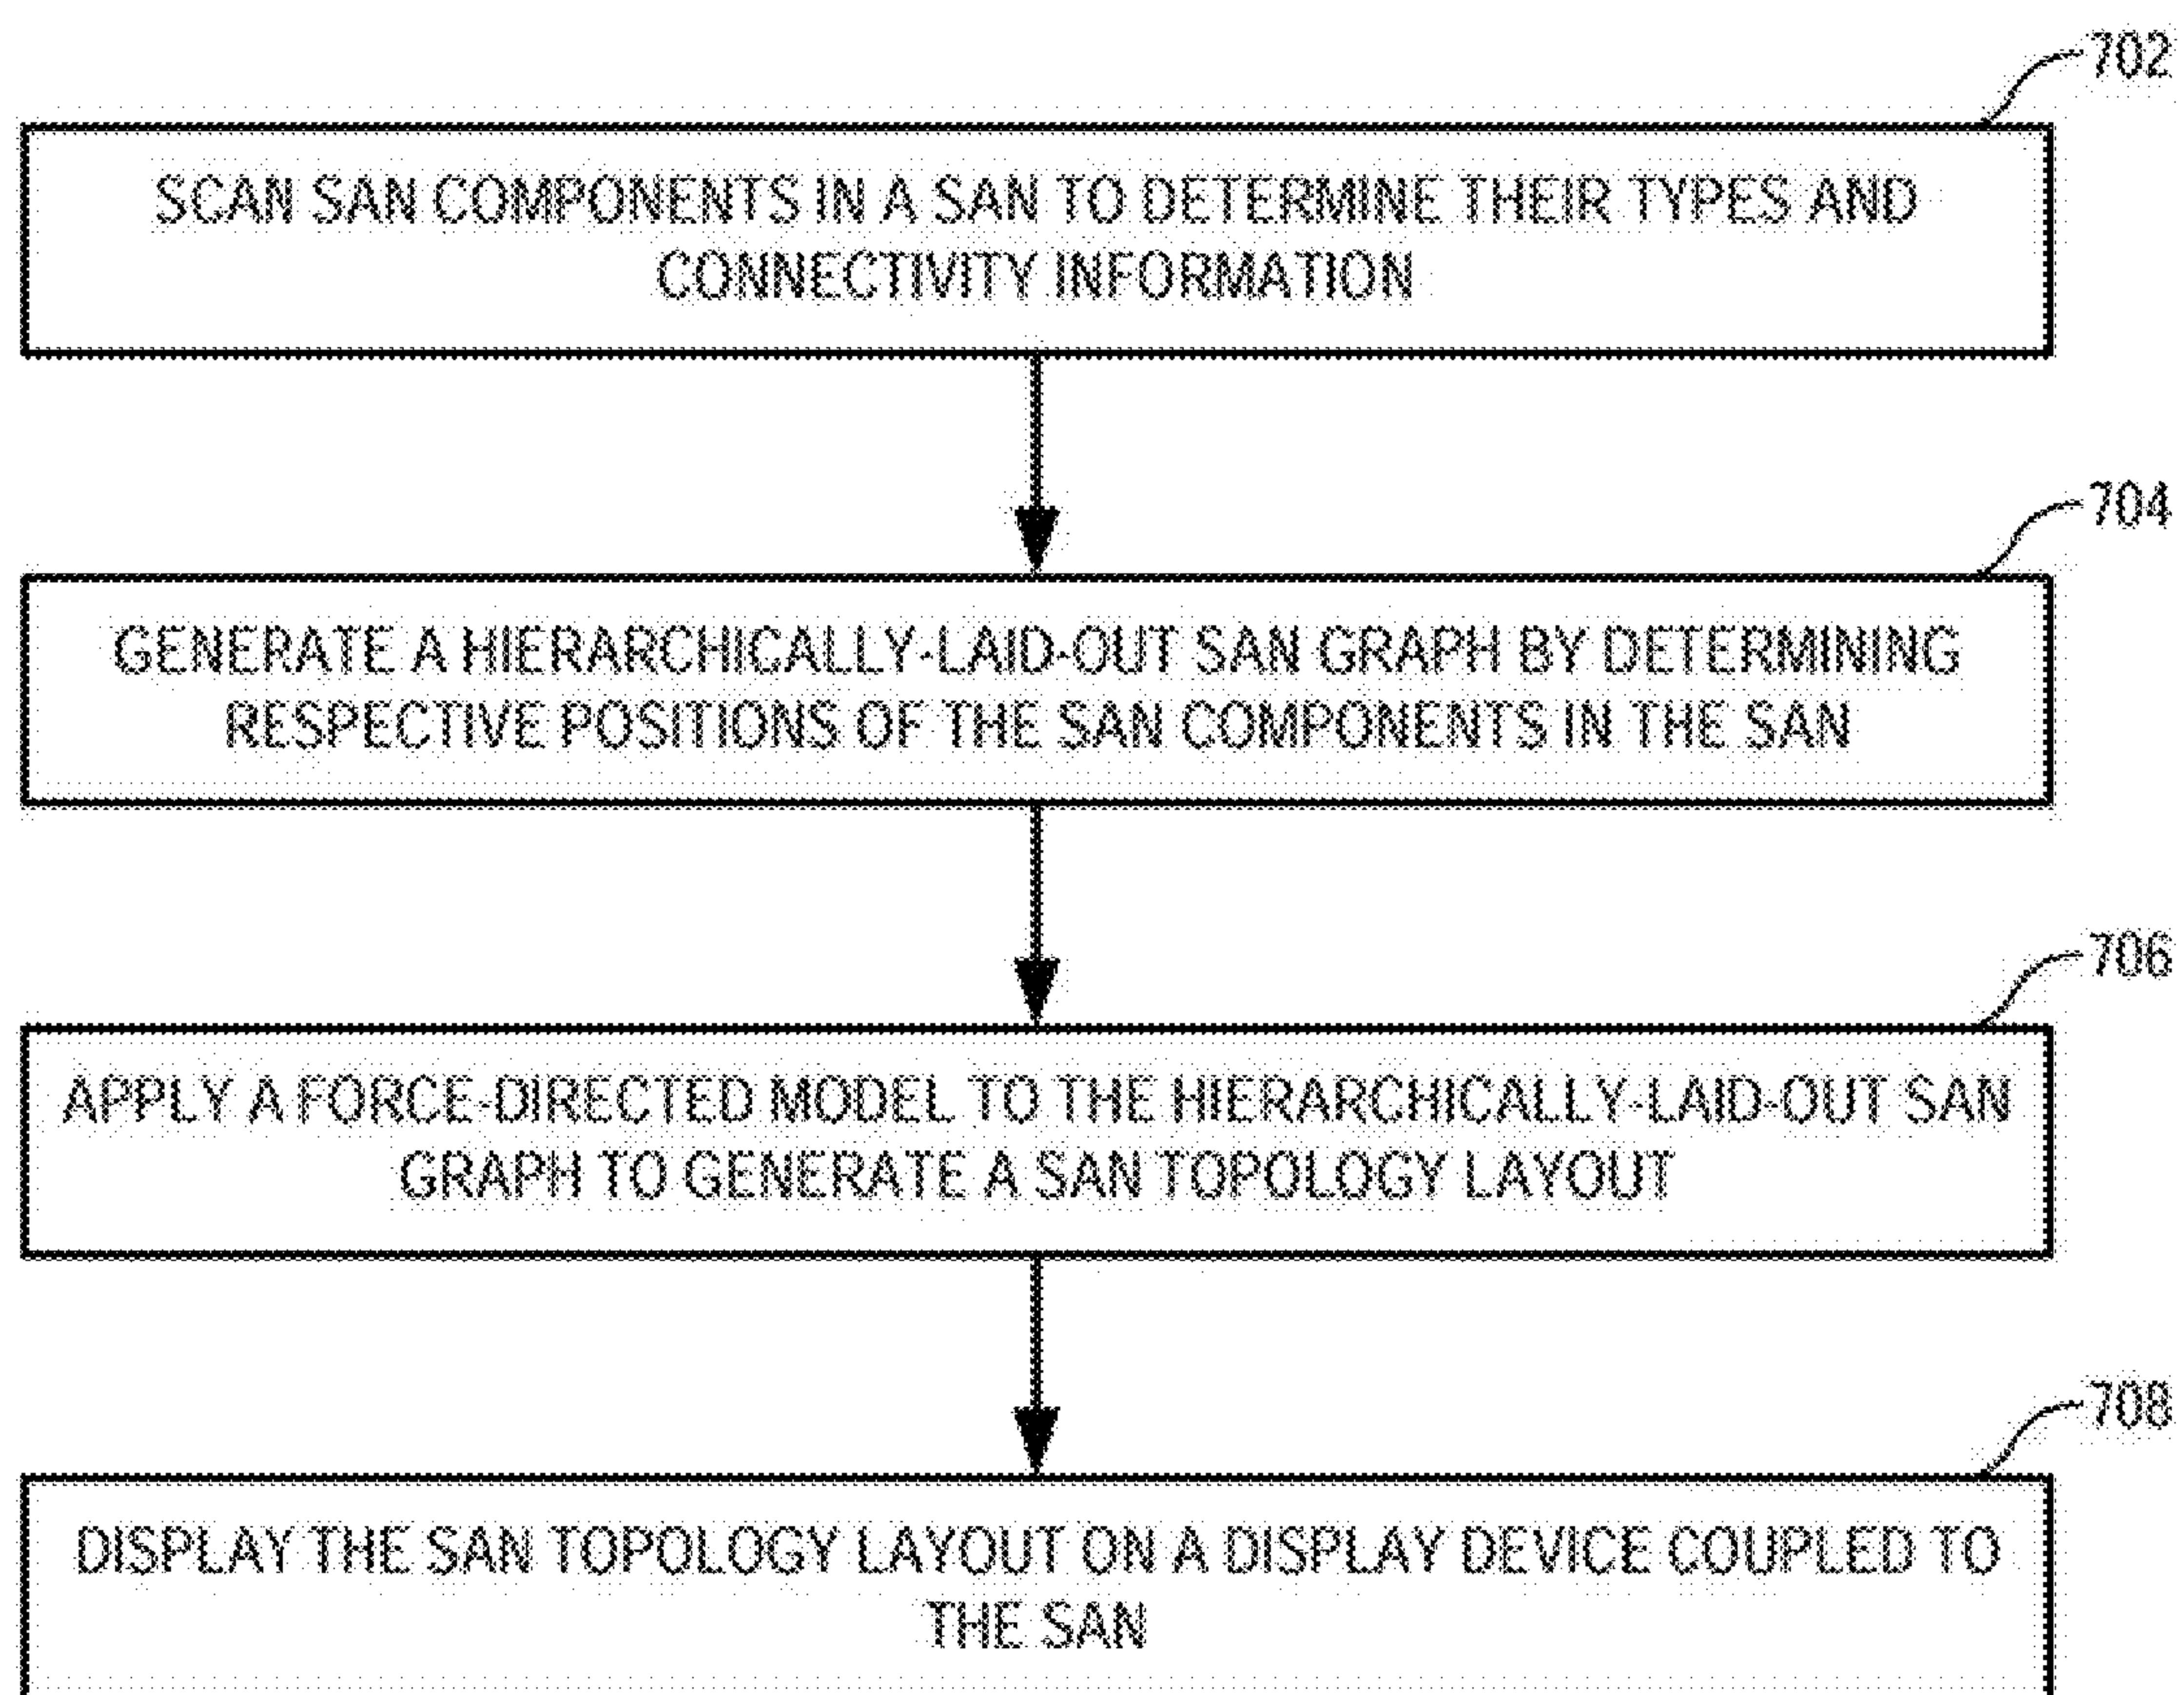 702
SCAN SAN COMPONENTS IN A SAN TO DETERMINE THEIR TYPES AND
CONNECTIVITY INFORMATION
704
GENERATE A HIERARCHICALLY-LAID-OUT SAN GRAPH BY DETERMINING
RESPECTIVE POSITIONS OF THE SAN COMPONENTS IN THE SAN
706
APPLY A FORCE-DIRECTED MODEL TO THE HIERARCHICALLY-LAID-OUT SAN
GRAPH TO GENERATE A SAN TOPOLOGY LAYOUT
708
DISPLAY THE SAN TOPOLOGY LAYOUT ON A DISPLAY DEVICE COUPLED TO
THE SAN